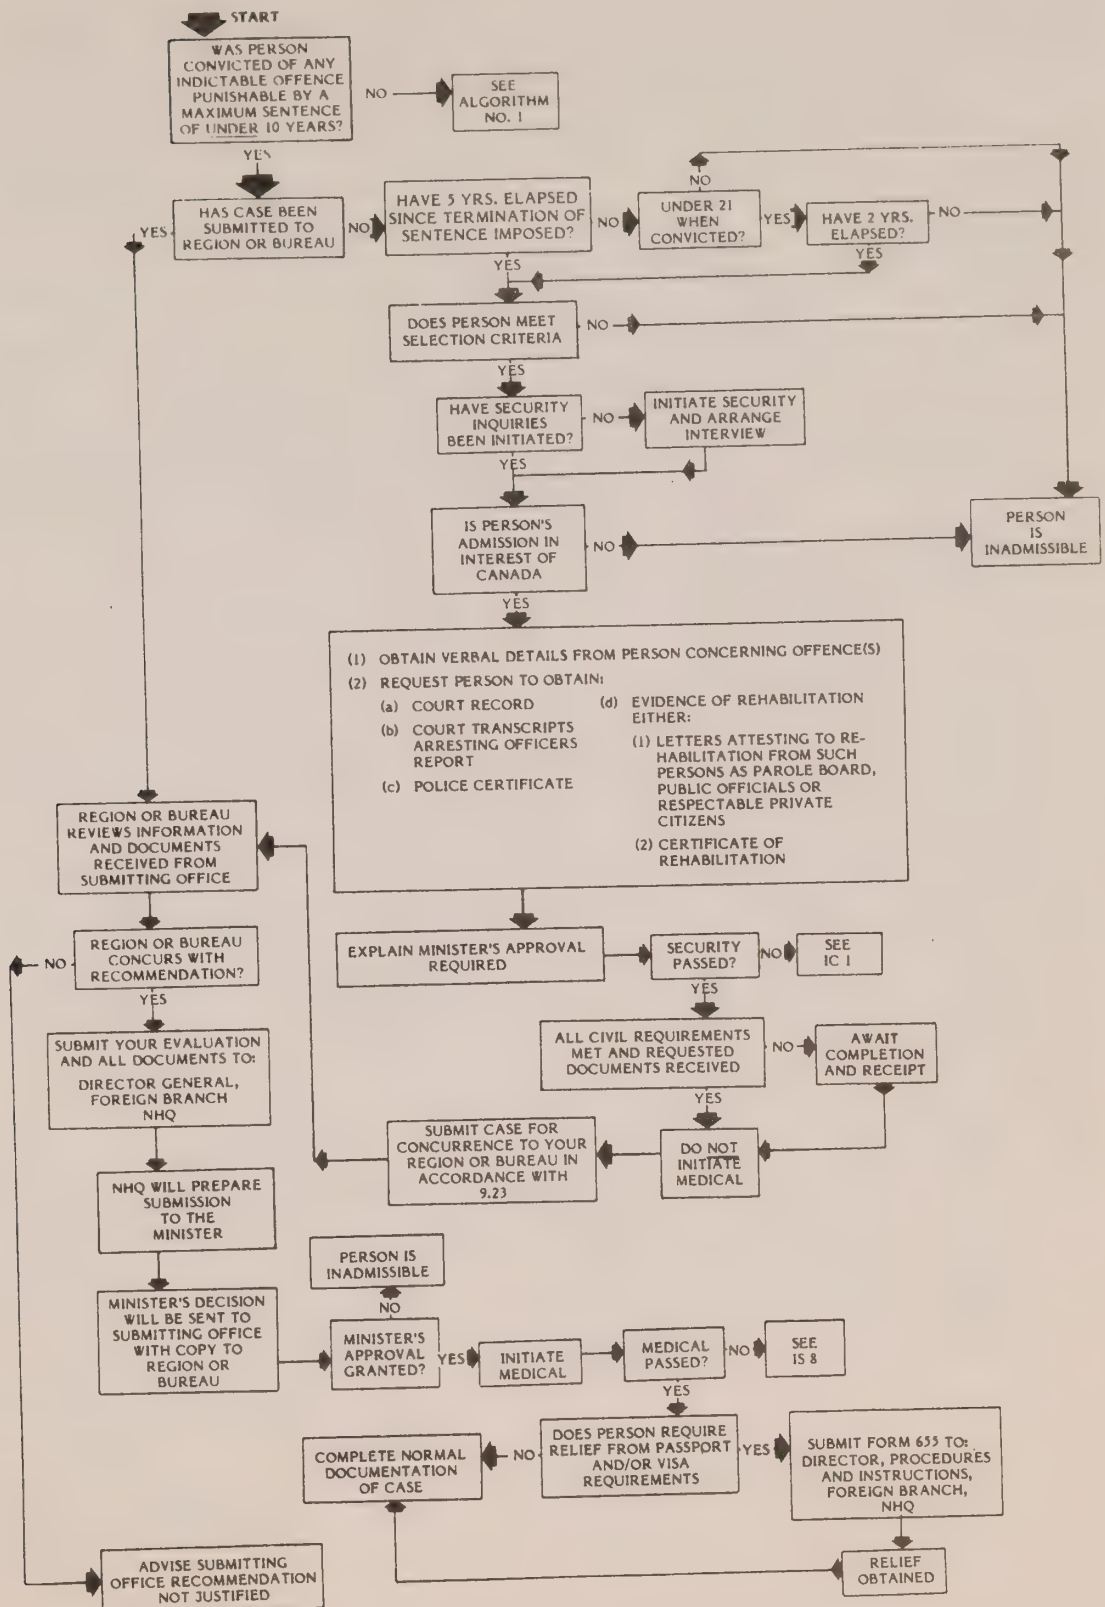 START
WAS PERSON
CONVICTED OF ANY
INDICTABLE OFFENCE
PUNISHABLE BY A
MAXIMUM SENTENCE
OF UNDER 10 YEARS?
NO
SEE
ALGORITHM
NO. 1
YES
HAS CASE BEEN
SUBMITTED TO
REGION OR BUREAU
YES
NO
HAVE 5 YRS. ELAPSED
SINCE TERMINATION OF
SENTENCE IMPOSED?
NO
UNDER 21
WHEN
CONVICTED?
NO
YES
HAVE 2 YRS.
ELAPSED?
NO
YES
YES
DOES PERSON MEET
SELECTION CRITERIA
NO
YES
HAVE SECURITY
INQUIRIES
BEEN INITIATED?
NO
INITIATE SECURITY
AND ARRANGE
INTERVIEW
YES
IS PERSON'S
ADMISSION IN
INTEREST OF
CANADA
NO
PERSON
IS
INADMISSIBLE
YES
(1) OBTAIN VERBAL DETAILS FROM PERSON CONCERNING OFFENCE(S)
(2) REQUEST PERSON TO OBTAIN:
(a) COURT RECORD
(b) COURT TRANSCRIPTS
ARRESTING OFFICERS
REPORT
(c) POLICE CERTIFICATE
(d) EVIDENCE OF REHABILITATION
EITHER:
(1) LETTERS ATTESTING TO RE-
HABILITATION FROM SUCH
PERSONS AS PAROLE BOARD,
PUBLIC OFFICIALS OR
RESPECTABLE PRIVATE
CITIZENS
(2) CERTIFICATE OF
REHABILITATION
EXPLAIN MINISTER'S APPROVAL
REQUIRED
SECURITY
PASSED?
NO
SEE
IC 1
YES
ALL CIVIL REQUIREMENTS
MET AND REQUESTED
DOCUMENTS RECEIVED
NO
AWAIT
COMPLETION
AND RECEIPT
YES
DO NOT
INITIATE
MEDICAL
SUBMIT CASE FOR
CONCURRENCE TO YOUR
REGION OR BUREAU IN
ACCORDANCE WITH
9.23
REGION OR BUREAU
REVIEWS INFORMATION
AND DOCUMENTS
RECEIVED FROM
SUBMITTING OFFICE
REGION OR BUREAU
CONCURS WITH
RECOMMENDATION?
NO
YES
SUBMIT YOUR EVALUATION
AND ALL DOCUMENTS TO:
DIRECTOR GENERAL,
FOREIGN BRANCH
NHQ
NHQ WILL PREPARE
SUBMISSION
TO THE
MINISTER
MINISTER'S DECISION
WILL BE SENT TO
SUBMITTING OFFICE
WITH COPY TO
REGION OR
BUREAU
PERSON IS
INADMISSIBLE
NO
MINISTER'S
APPROVAL
GRANTED?
YES
INITIATE
MEDICAL
MEDICAL
PASSED?
NO
SEE
IS 8
YES
DOES PERSON REQUIRE
RELIEF FROM PASSPORT
AND/OR VISA
REQUIREMENTS
NO
COMPLETE NORMAL
DOCUMENTATION
OF CASE
YES
SUBMIT FORM 655 TO:
DIRECTOR, PROCEDURES
AND INSTRUCTIONS,
FOREIGN BRANCH,
NHQ
RELIEF
OBTAINED
ADVISE SUBMITTING
OFFICE RECOMMENDATION
NOT JUSTIFIED